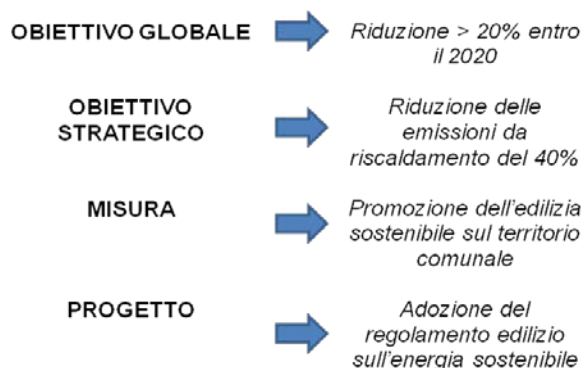 OBIETTIVO GLOBALE
Riduzione > 20% entro
il 2020
OBIETTIVO
STRATEGICO
Riduzione delle
emissioni da
riscaldamento del 40%
MISURA
Promozione dell'edilizia
sostenibile sul territorio
comunale
PROGETTO
Adozione del
regolamento edilizio
sull'energia sostenibile